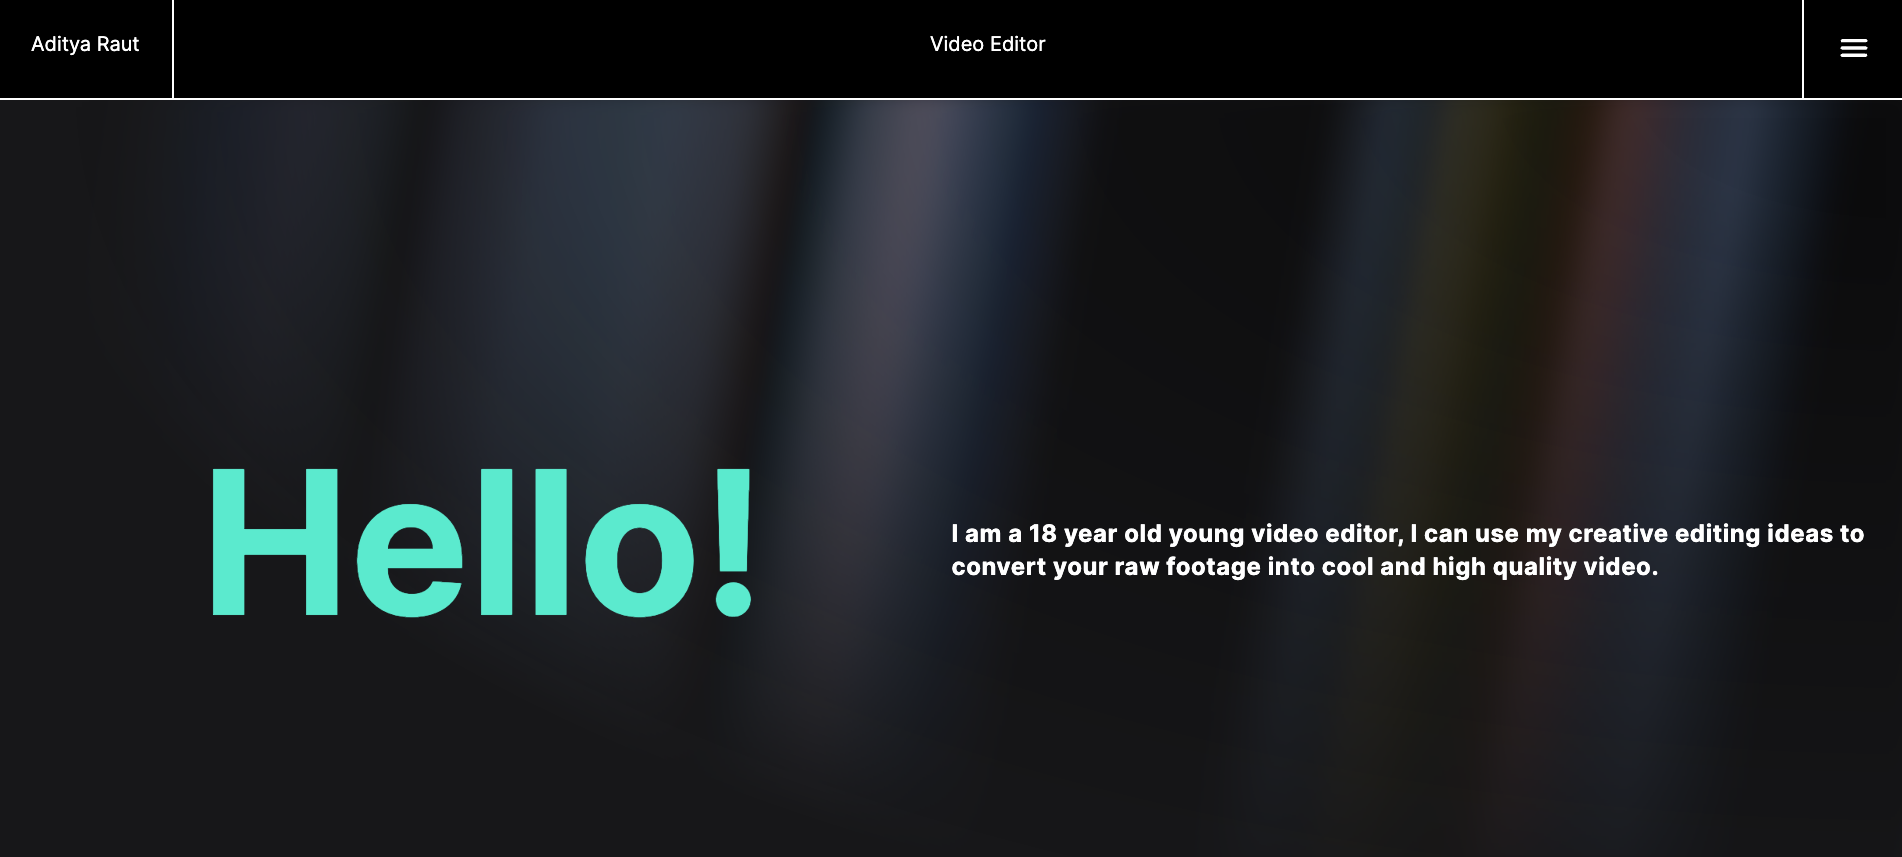 Aditya Raut
Video Editor
Hello!
I am a 18 year old young video editor, I can use my creative editing ideas to
convert your raw footage into cool and high quality video.